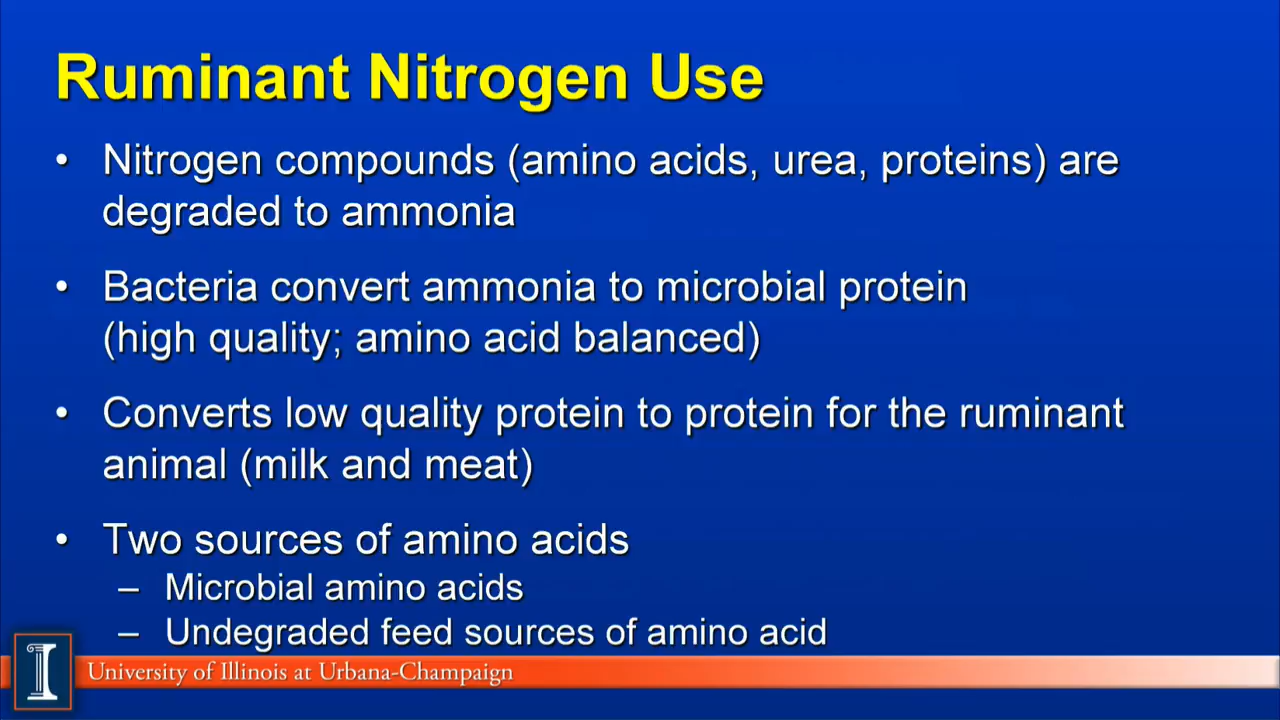 Ruminant Nitrogen Use
• Nitrogen compounds (amino acids, urea, proteins) are
degraded to ammonia
• Bacteria convert ammonia to microbial protein
(high quality; amino acid balanced)
• Converts low quality protein to protein for the ruminant
animal (milk and meat)
• Two sources of amino acids
– Microbial amino acids
– Undegraded feed sources of amino acid
I
University of Illinois at Urbana-Champaign